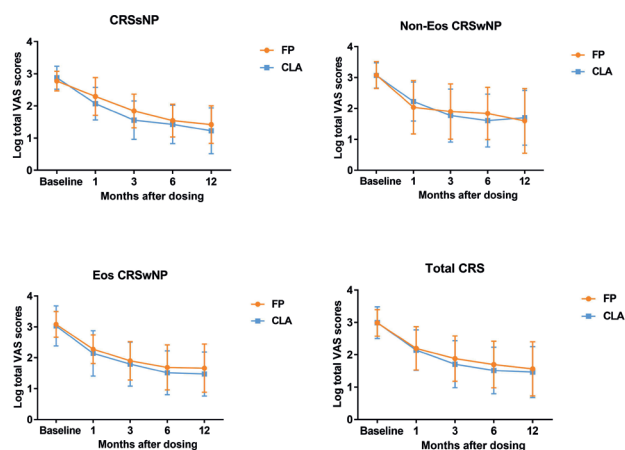 CRSsNP
Log total VAS scores
4
3
2
1
0
Baseline 1 3 6 12
Months after dosing
FP
CLA
Non-Eos CRSwNP
Log total VAS scores
4
3
2
1
0
Baseline 1 3 6 12
Months after dosing
FP
CLA
Eos CRSwNP
Log total VAS scores
4
3
2
1
0
Baseline 1 3 6 12
Months after dosing
FP
CLA
Total CRS
Log total VAS scores
4
3
2
1
0
Baseline 1 3 6 12
Months after dosing
FP
CLA